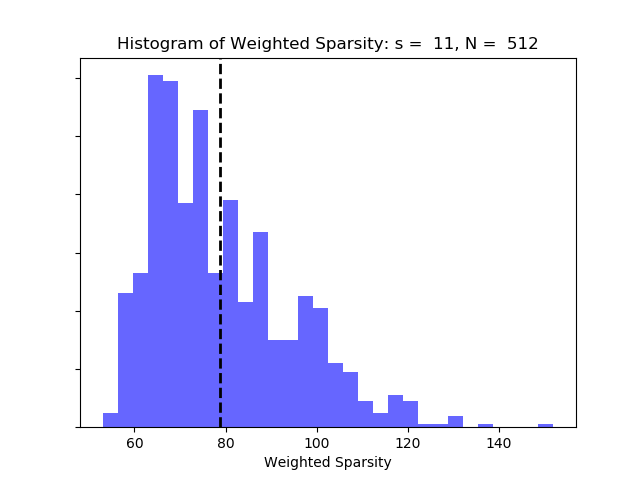 Histogram of Weighted Sparsity: s =  11, N =  512
60 80 100 120 140
Weighted Sparsity